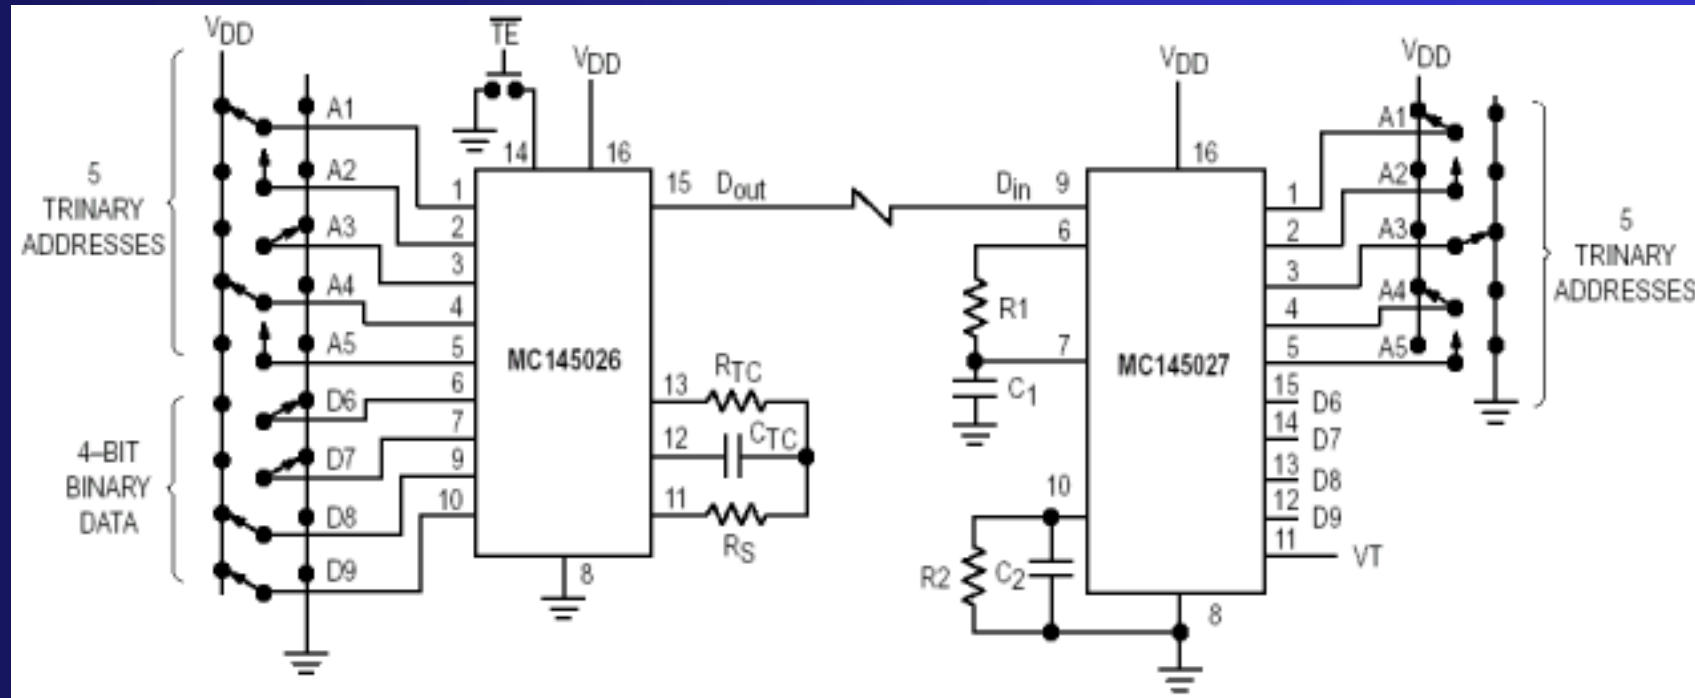 VDD
TE
VDD
VDD
VDD
5
TRINARY
ADDRESSES
A1
A2
A3
A4
A5
4–BIT
BINARY
DATA
D6
D7
D8
D9
1
2
3
4
5
6
7
9
10
14
16
MC145026
8
15
Dout
13
RTC
12
CTC
11
RS
Din
9
6
R1
7
C1
10
R2
C2
16
MC145027
8
1
2
3
4
5
15
D6
14
D7
13
D8
12
D9
11
VT
A1
A2
A3
A4
A5
5
TRINARY
ADDRESSES